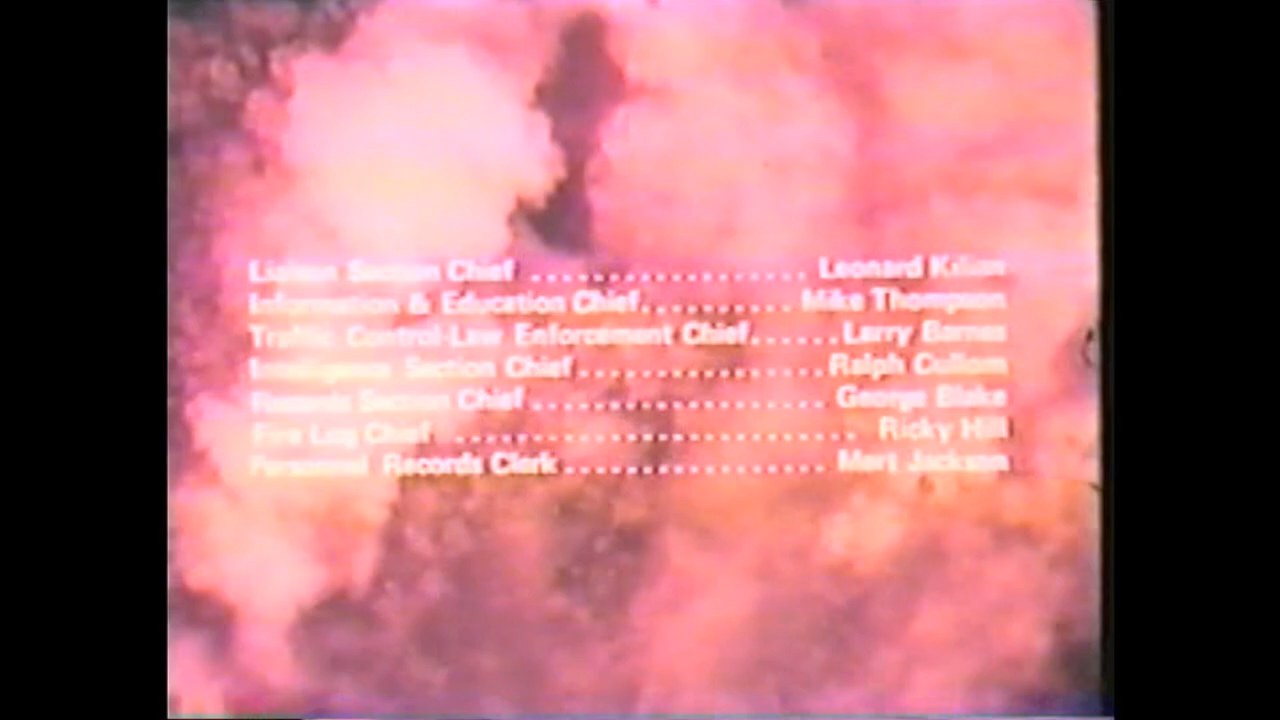 Liaison Section Chief .................. Leonard Kilian
Information & Education Chief.......... Mike Thompson
Traffic Control-Law Enforcement Chief......Larry Barnes
Intelligence Section Chief................Ralph Cullom
Section Chief................... George Blake
Fire Log Chief .......................... Ricky Hill
Personnel Records Clerk................. Mert Jackson